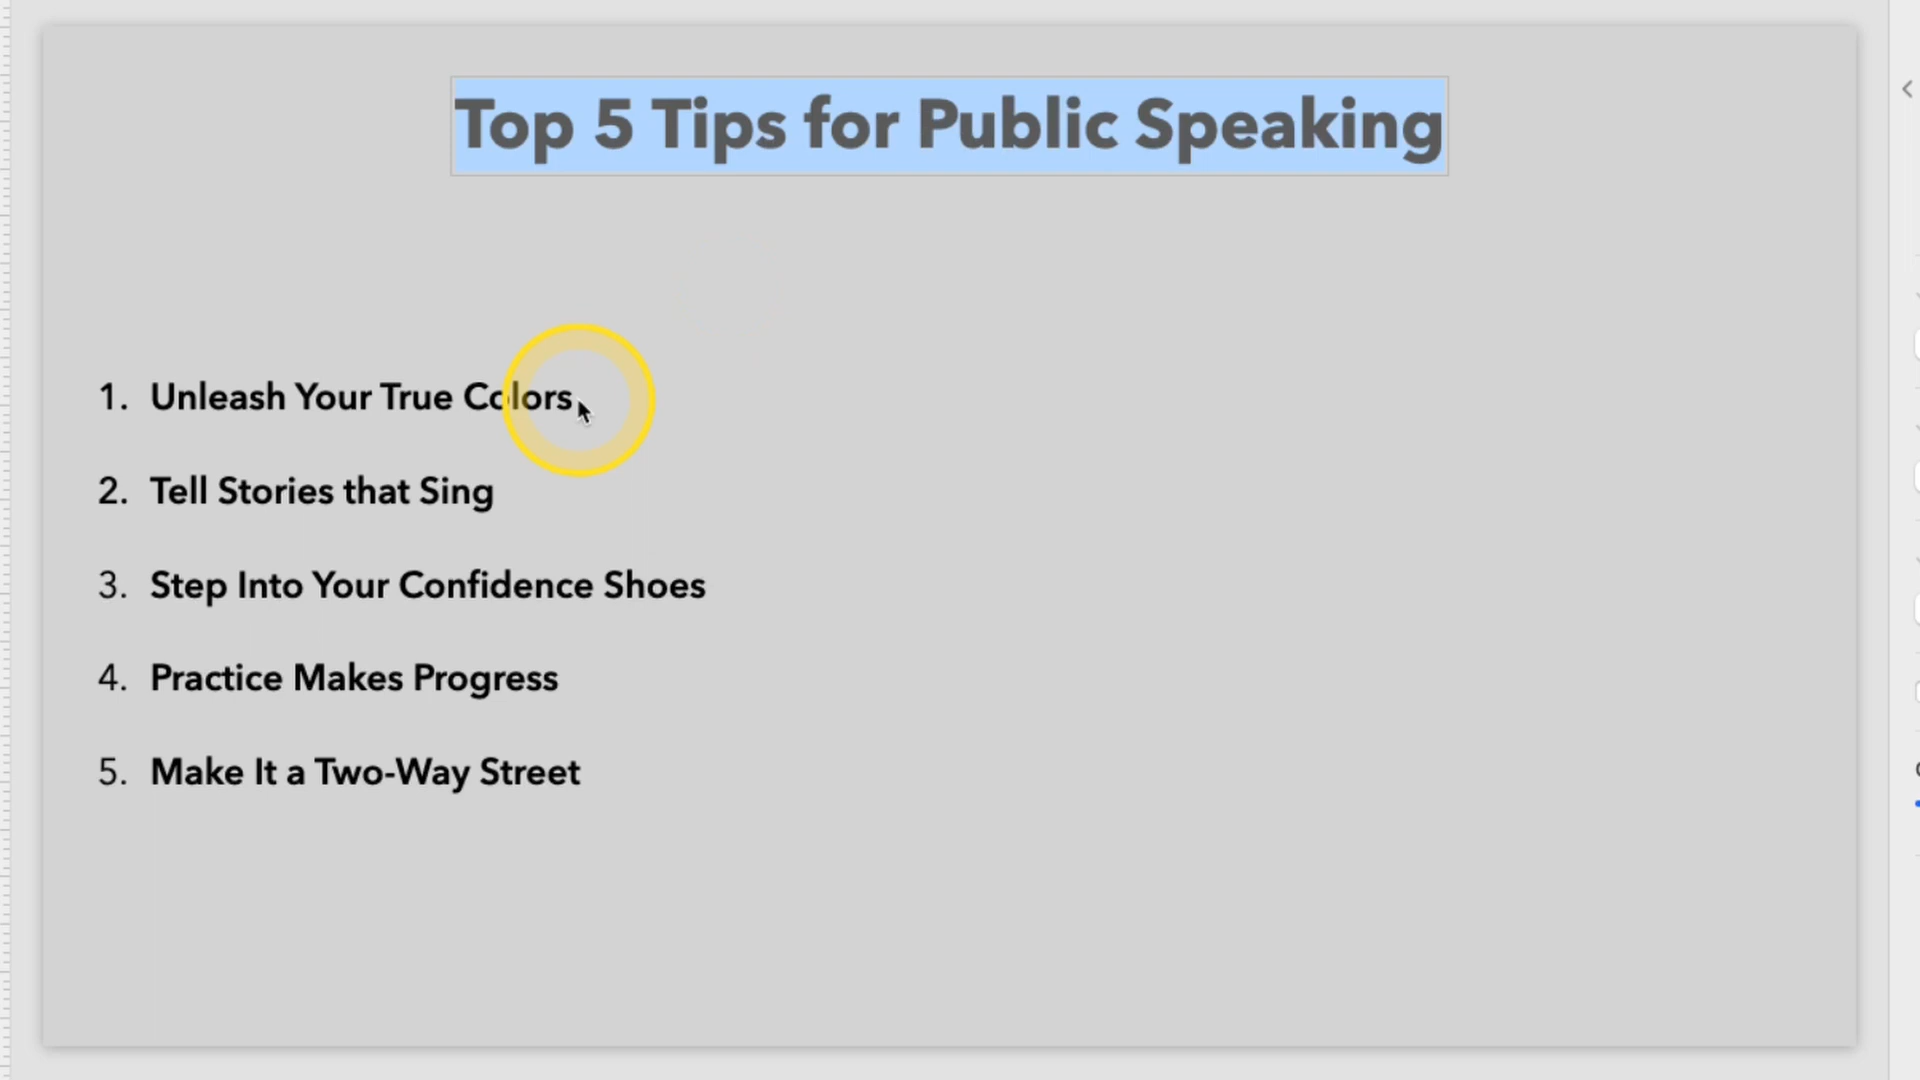 Top 5 Tips for Public Speaking
1. Unleash Your True Colors
2. Tell Stories that Sing
3. Step Into Your Confidence Shoes
4. Practice Makes Progress
5. Make It a Two-Way Street